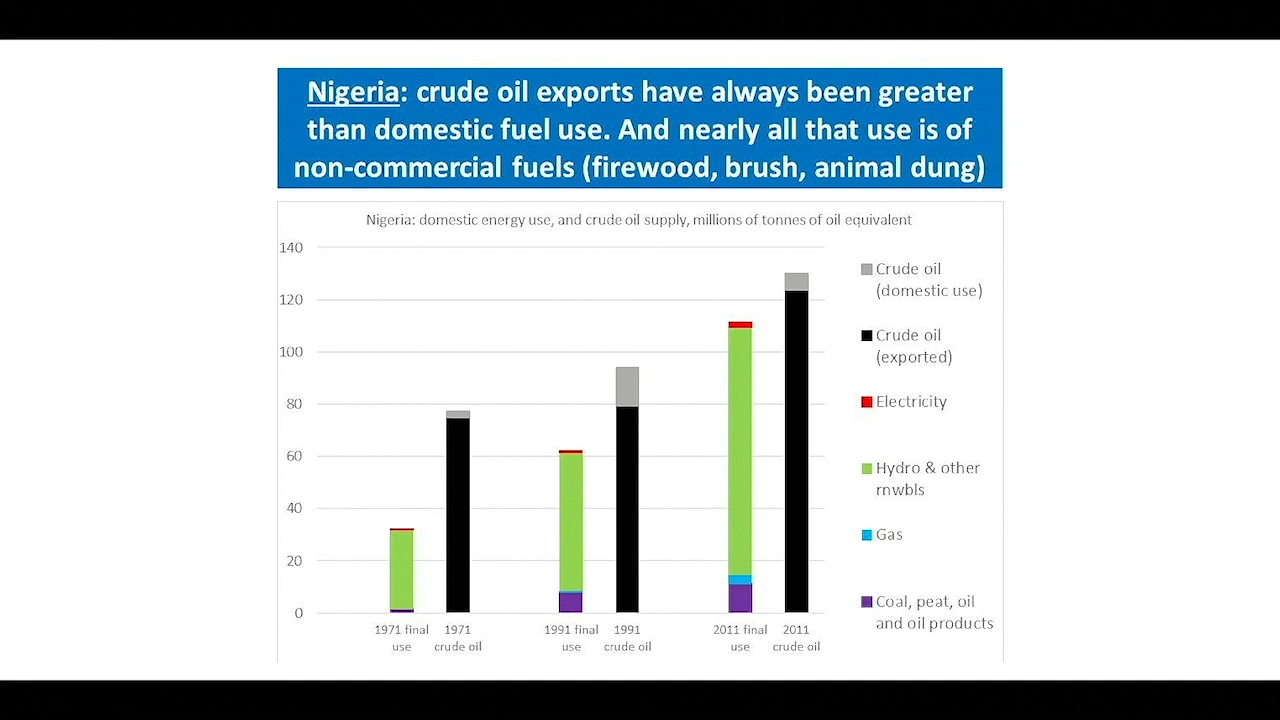 Nigeria: crude oil exports have always been greater
than domestic fuel use. And nearly all that use is of
non-commercial fuels (firewood, brush, animal dung)
Nigeria: domestic energy use, and crude oil supply, millions of tonnes of oil equivalent
140
120
100
80
60
40
20
0
1971 final
use
1971
crude oil
1991 final
use
1991
crude oil
2011 final
use
2011
crude oil
Crude oil
(domestic use)
Crude oil
(exported)
Electricity
Hydro & other
rnwbls
Gas
Coal, peat, oil
and oil products